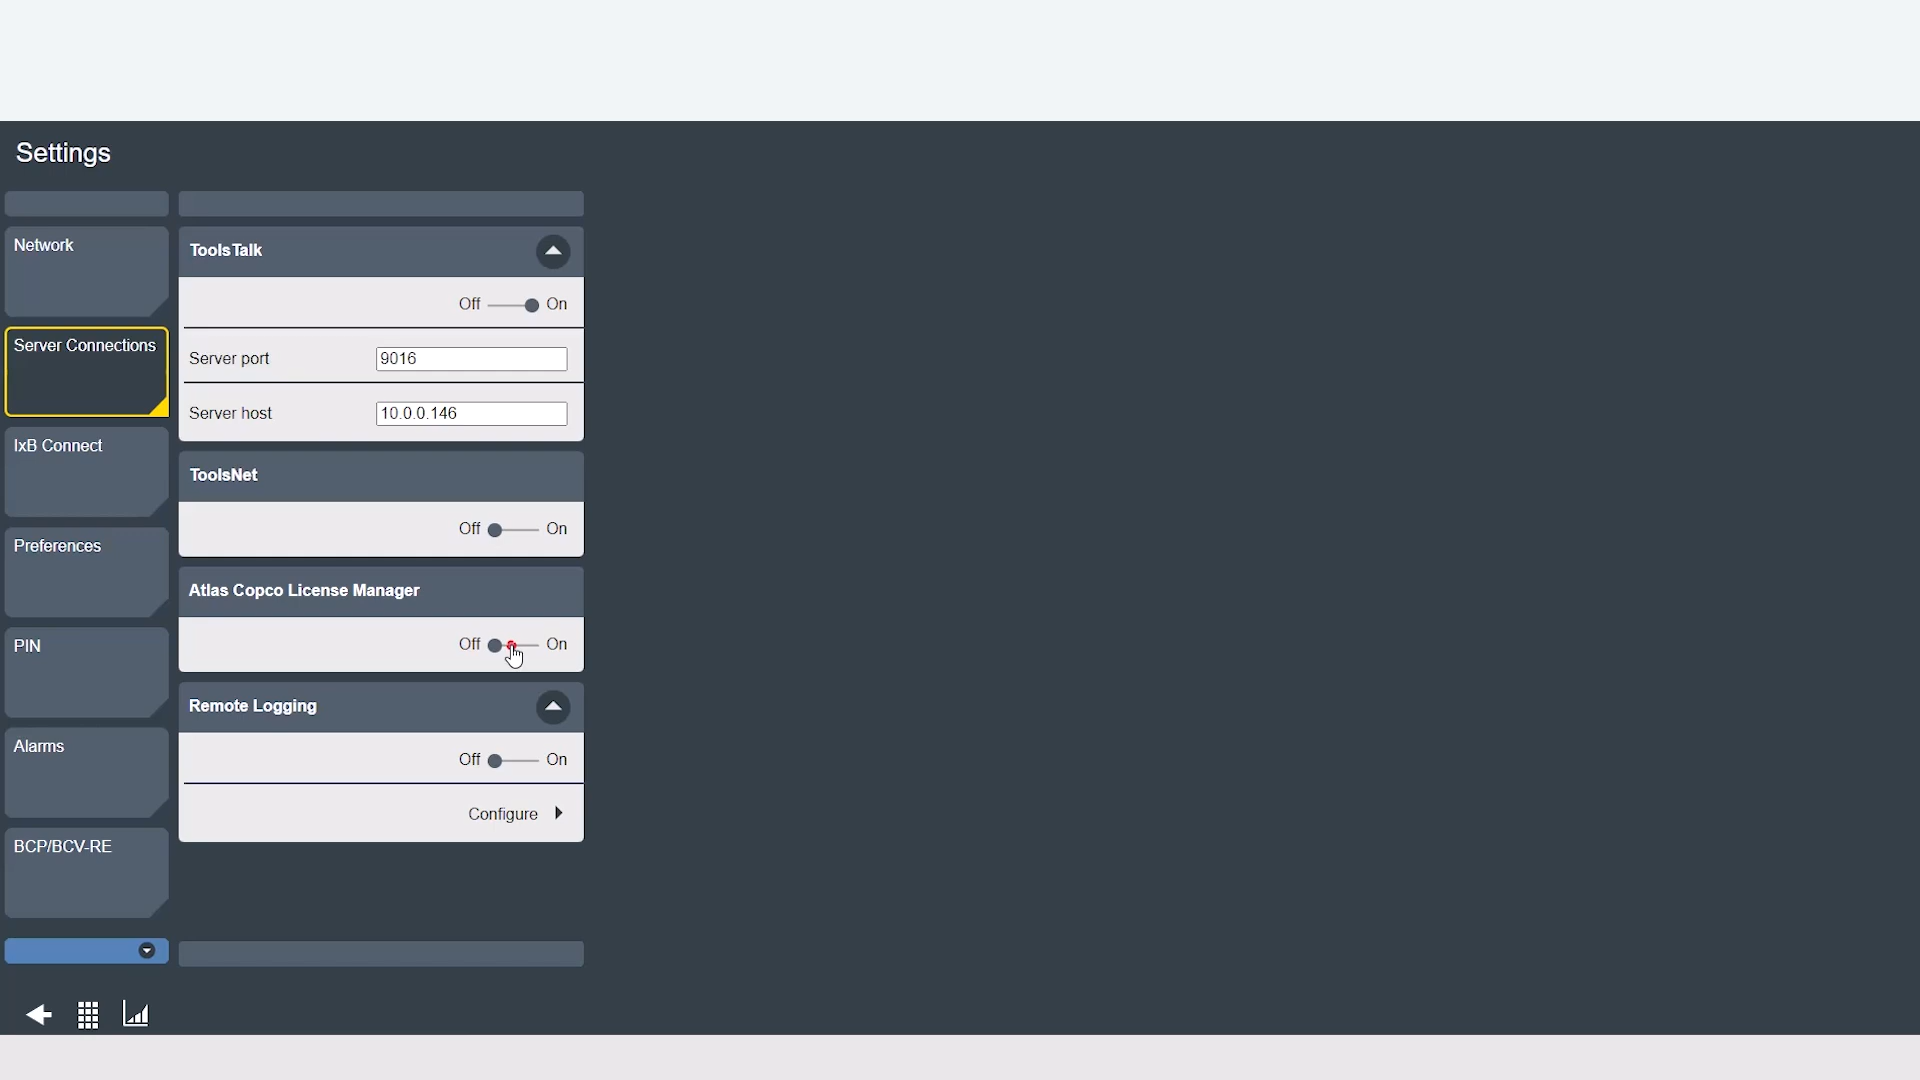 Settings
Network
Server Connections
IxB Connect
Preferences
PIN
Alarms
BCP/BCV-RE
ToolsTalk
Off On
Server port 9016
Server host 10.0.0.146
ToolsNet
Off On
Atlas Copco License Manager
Off On
Remote Logging
Off On
Configure